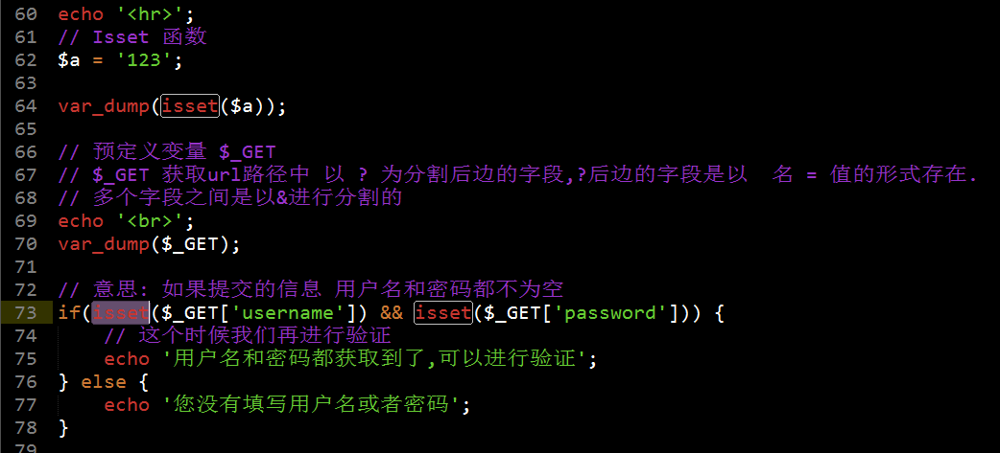 60 echo '<hr>';
61 // Isset 函数
62 $a = '123';
63
64 var_dump(isset($a));
65
66 // 预定义变量 $_GET
67 // $_GET 获取url路径中 以 ? 为分割后边的字段,?后边的字段是以  名 = 值的形式存在.
68 // 多个字段之间是以&进行分割的
69 echo '<br>';
70 var_dump($_GET);
71
72 // 意思: 如果提交的信息 用户名和密码都不为空
73 if(isset($_GET['username']) && isset($_GET['password'])) {
74     // 这个时候我们再进行验证
75     echo '用户名和密码都获取到了,可以进行验证';
76 } else {
77     echo '您没有填写用户名或者密码';
78 }
79